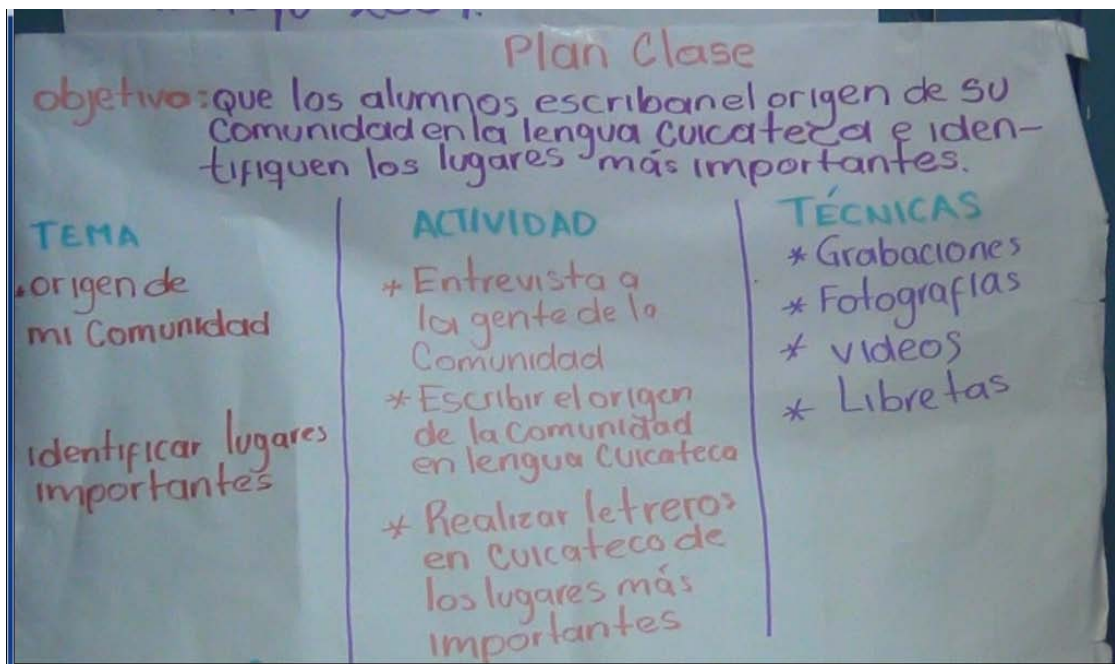 Plan Clase
objetivo: que los alumnos escriban el origen de su
Comunidad en la lengua cuicateca e iden-
tifiquen los lugares más importantes.
TEMA
. origen de
mi Comunidad
identificar lugares
importantes
ACTIVIDAD
* Entrevista a
la gente de la
Comunidad
* Escribir el origen
de la Comunidad
en lengua Cuicateca
* Realizar letreros
en Cuicateco de
los lugares más
importantes
TÉCNICAS
* Grabaciones
* Fotografías
* videos
* Libretas